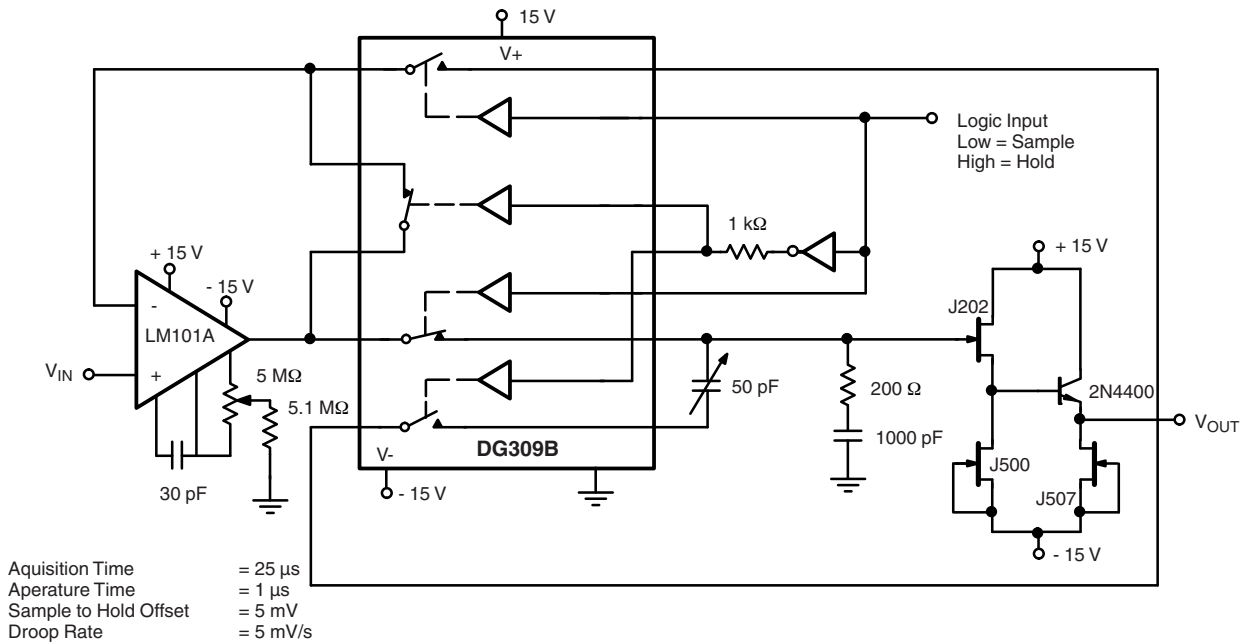 15 V
V+
Logic Input
Low = Sample
High = Hold
1 kΩ
+ 15 V
+ 15 V
- 15 V
J202
-
LM101A
VIN
+
5 MΩ
50 pF
200 Ω
2N4400
5.1 MΩ
VOUT
1000 pF
V-
DG309B
J500
30 pF
- 15 V
J507
- 15 V
Aquisition Time = 25 µs
Aperature Time = 1 µs
Sample to Hold Offset = 5 mV
Droop Rate = 5 mV/s